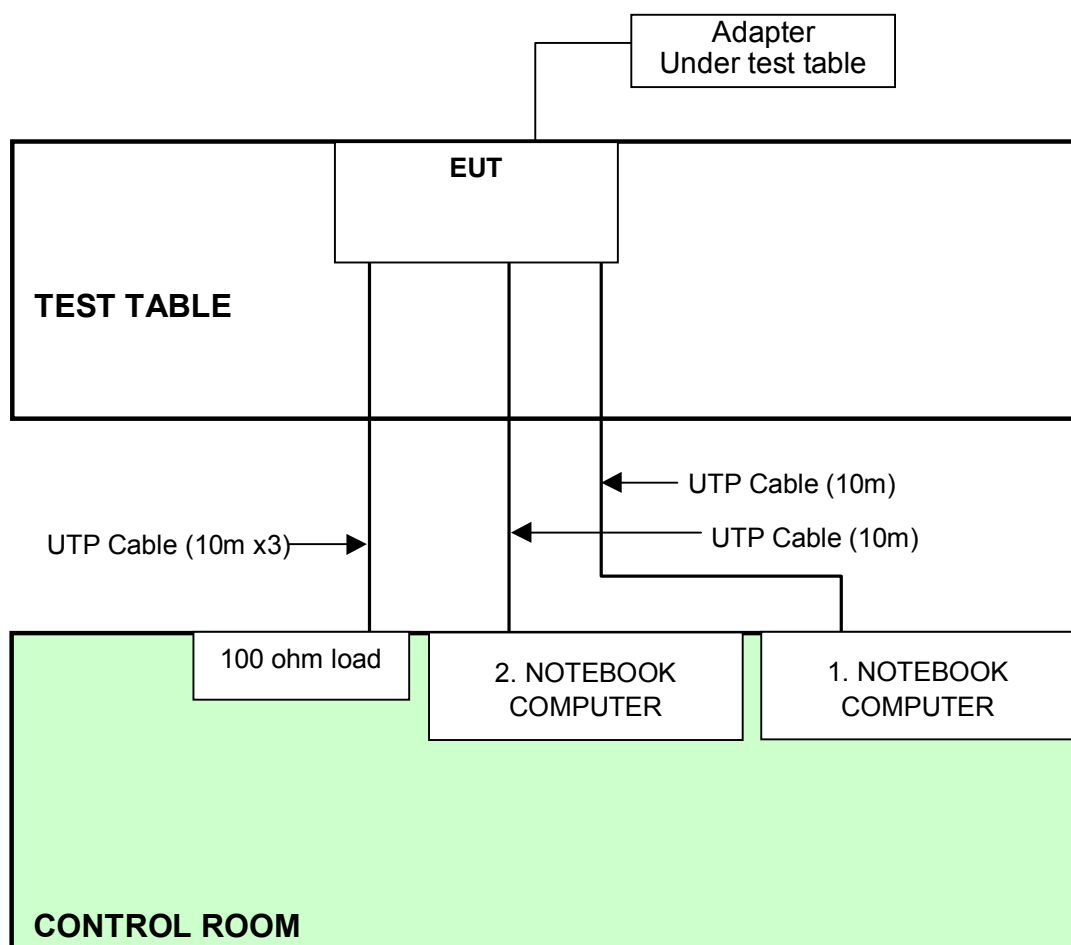 Adapter
Under test table
EUT
TEST TABLE
UTP Cable (10m)
UTP Cable (10m)
UTP Cable (10m x3)
100 ohm load
2. NOTEBOOK
COMPUTER
1. NOTEBOOK
COMPUTER
CONTROL ROOM